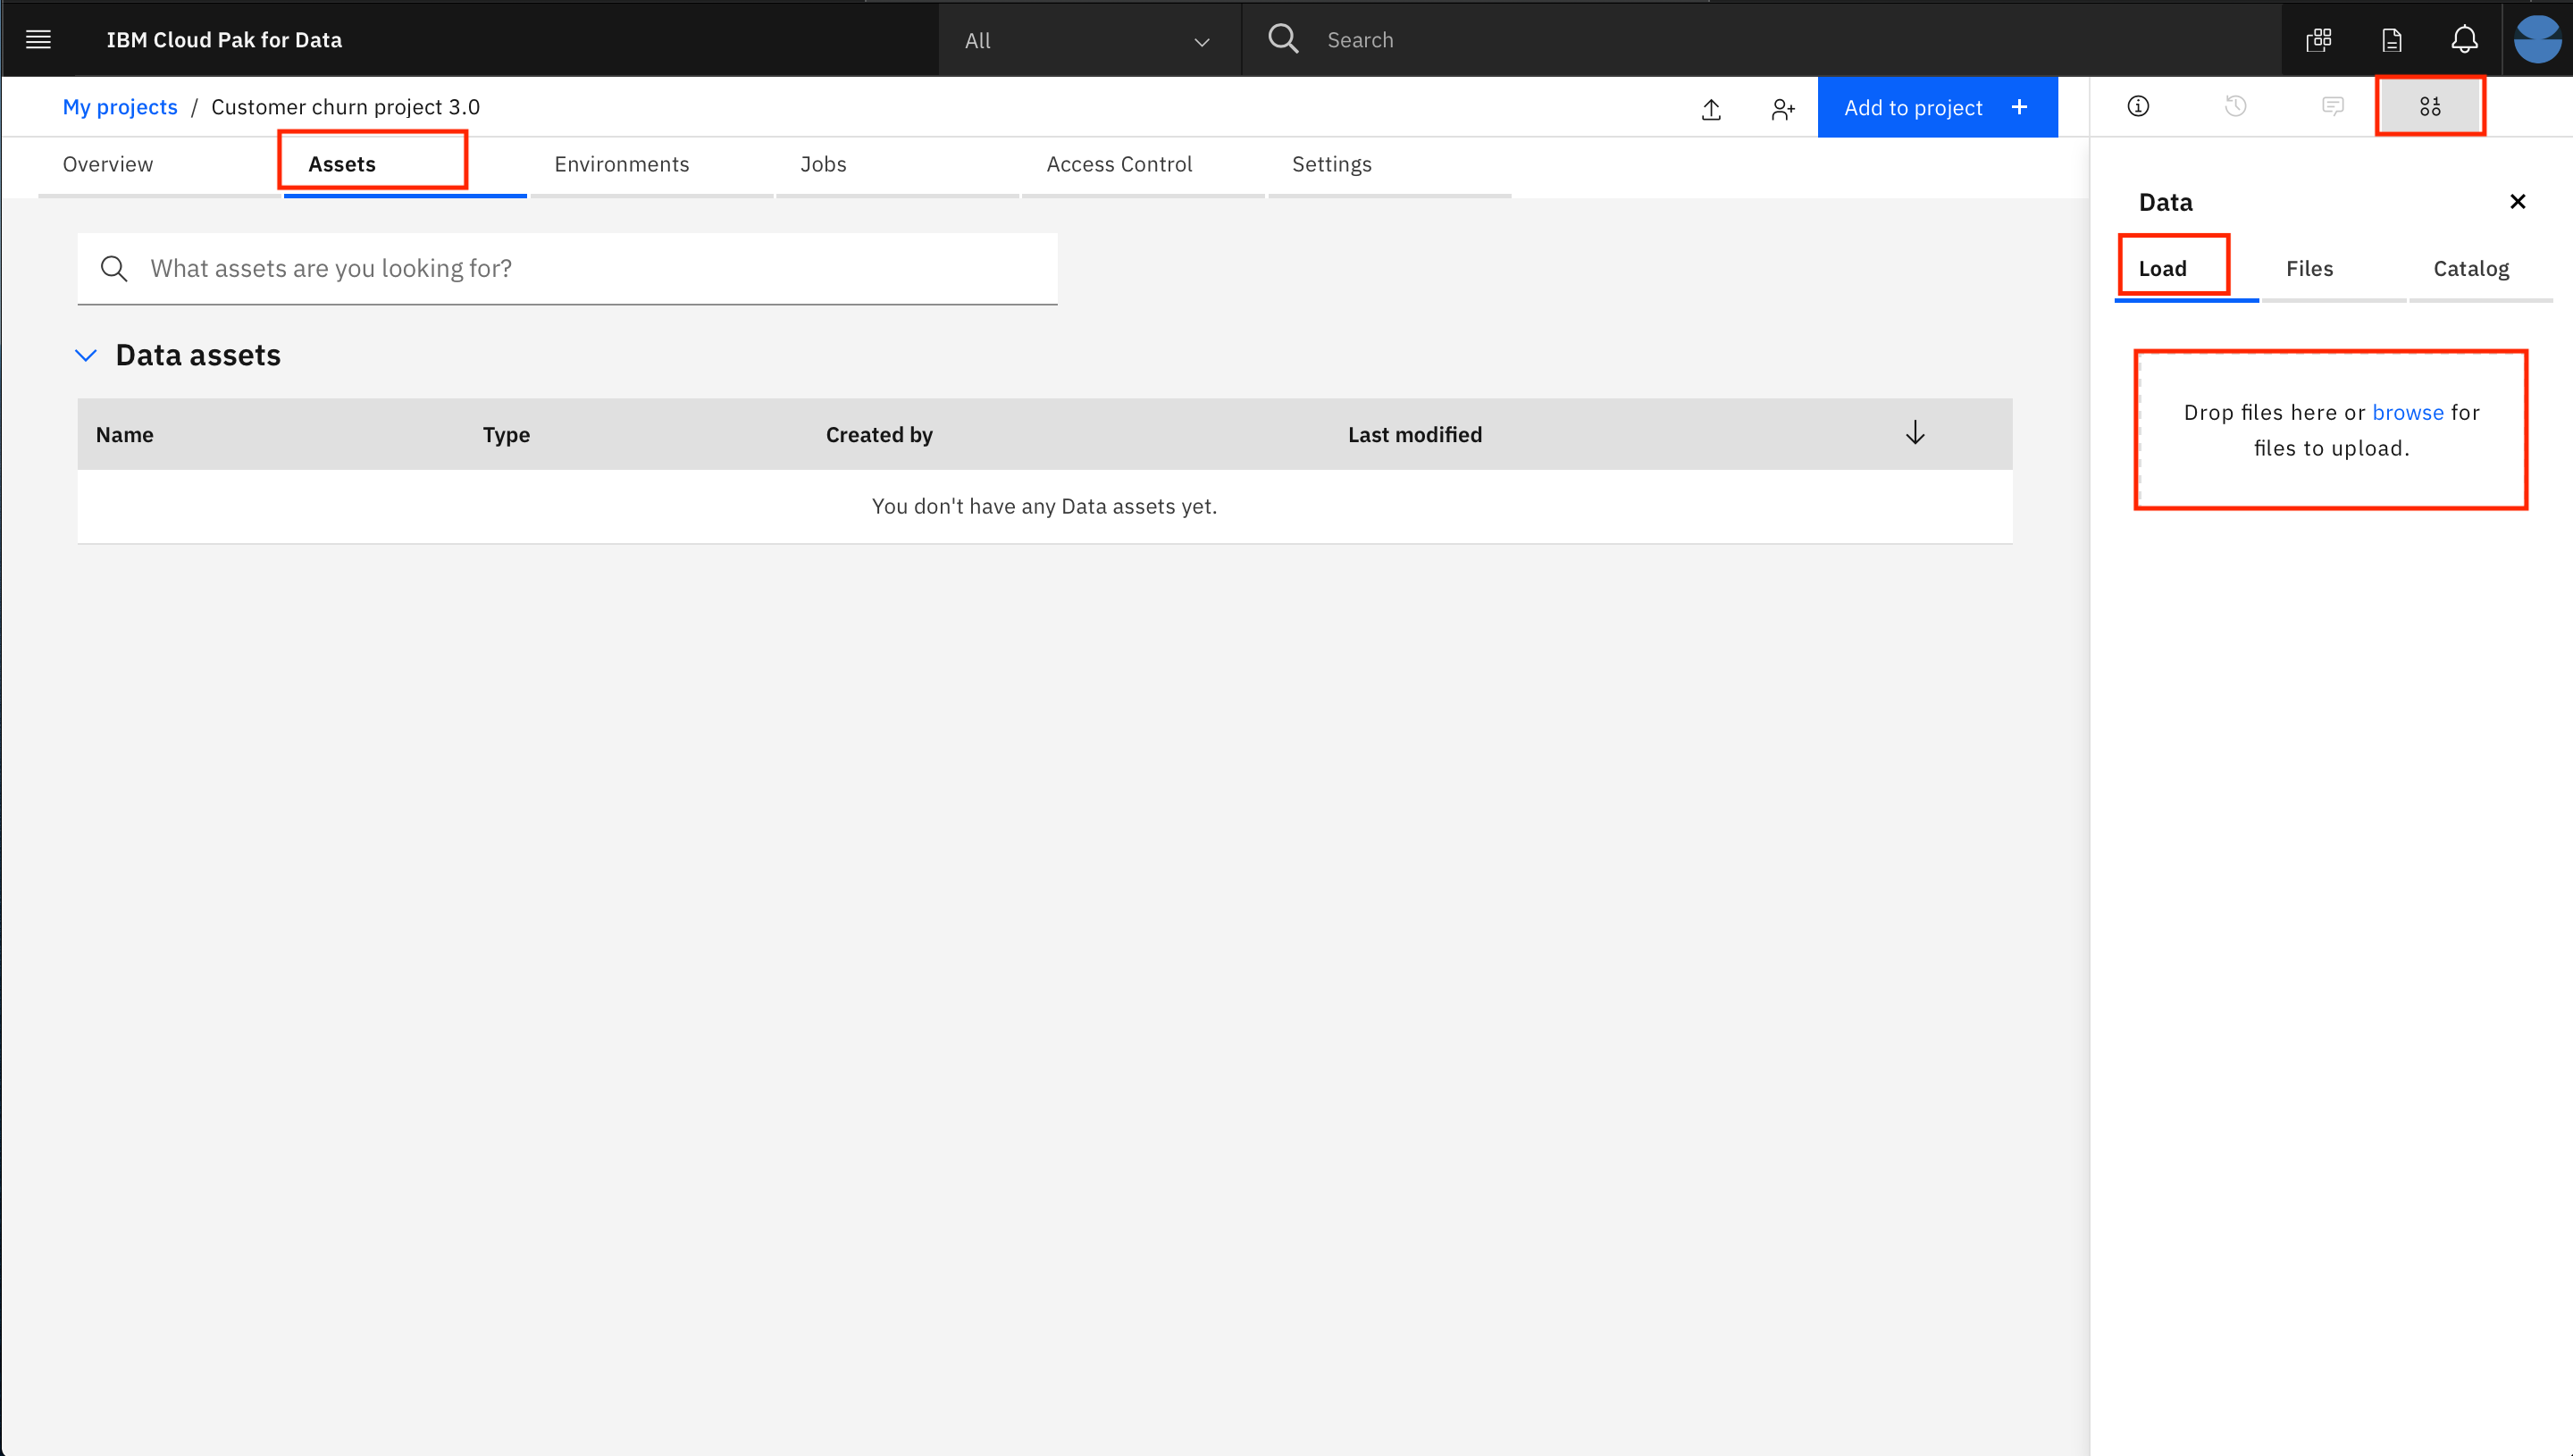 IBM Cloud Pak for Data
All
Search
My projects / Customer churn project 3.0
Add to project +
Overview
Assets
Environments
Jobs
Access Control
Settings
What assets are you looking for?
Data assets
Name Type Created by Last modified
You don't have any Data assets yet.
Data
Load
Files
Catalog
Drop files here or browse for
files to upload.